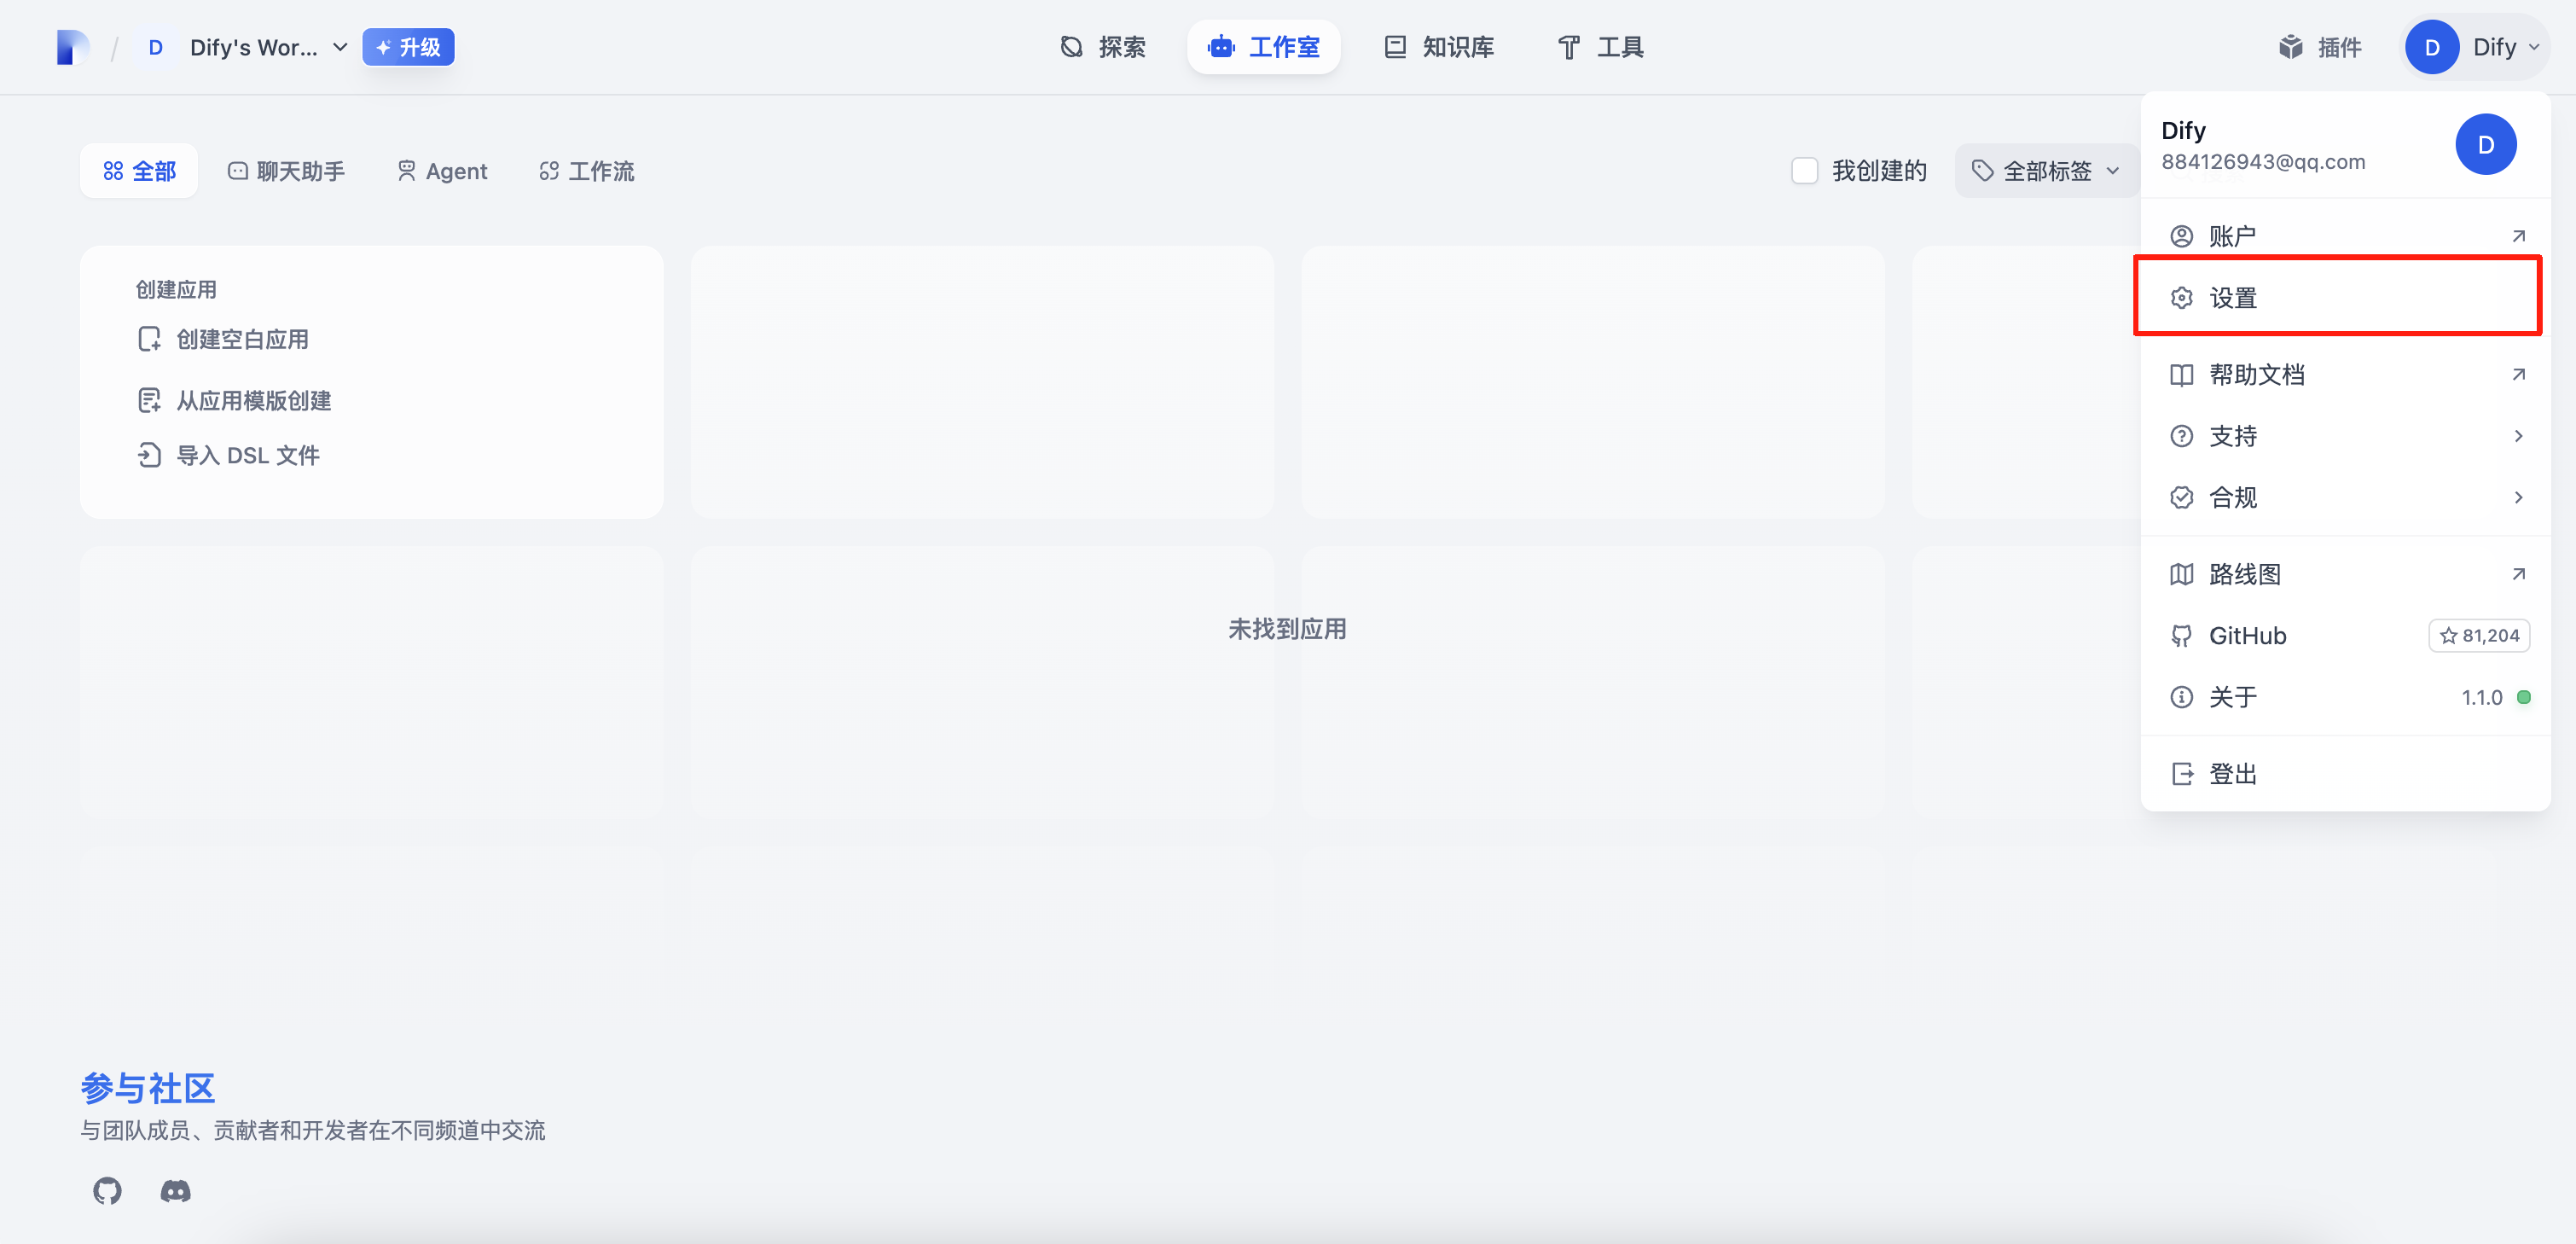 D Dify's Wor... 升级
探索 工作室 知识库 工具
插件 D Dify
全部 聊天助手 Agent 工作流
我创建的 全部标签
创建应用
创建空白应用
从应用模版创建
导入 DSL 文件
未找到应用
Dify
884126943@qq.com
D
账户
设置
帮助文档
支持
合规
路线图
GitHub 81,204
关于 1.1.0
登出
参与社区
与团队成员、贡献者和开发者在不同频道中交流